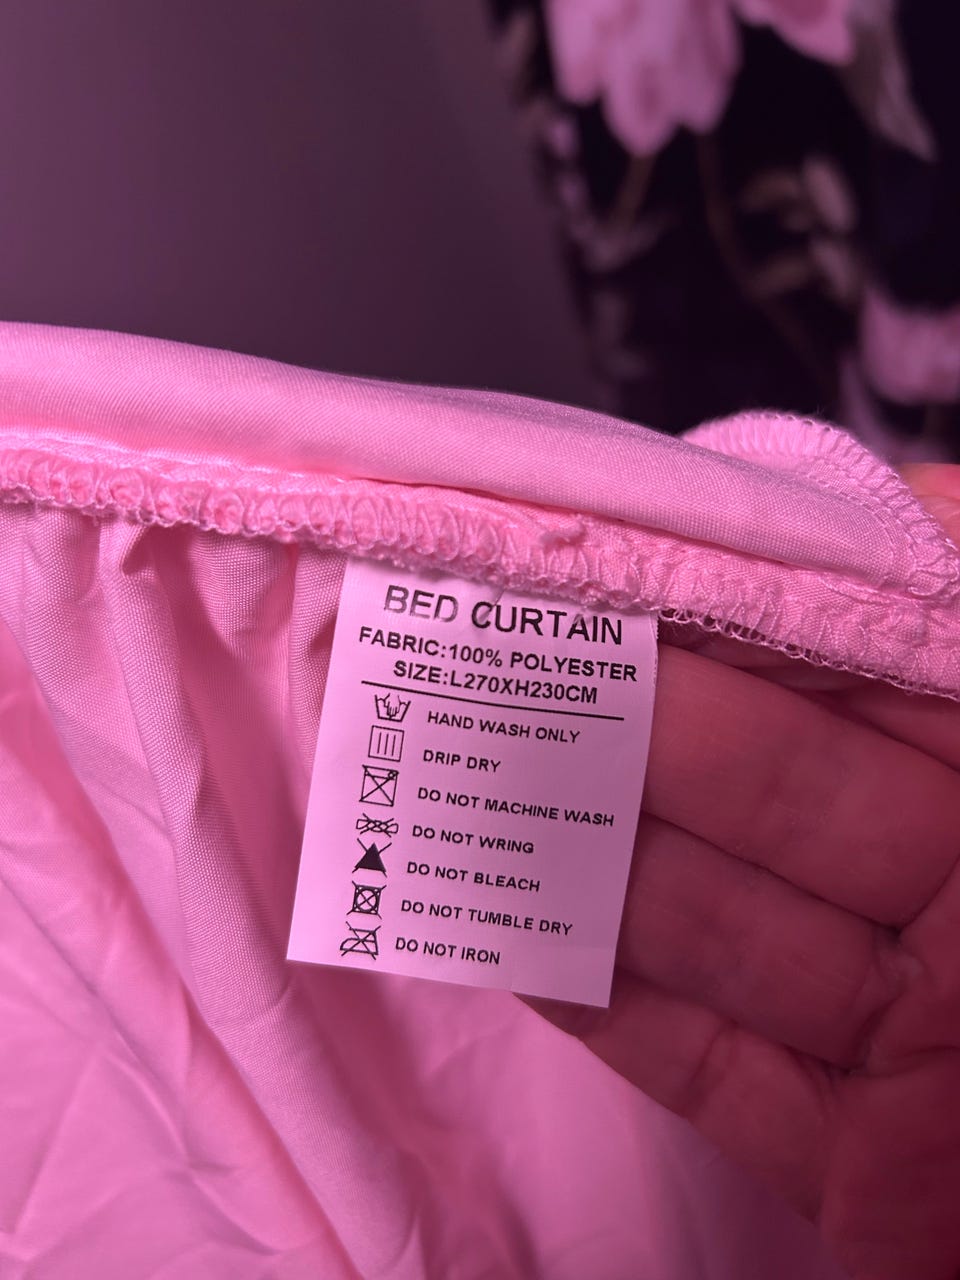 BED CURTAIN
FABRIC:100% POLYESTER
SIZE:L270XH230CM
HAND WASH ONLY
DRIP DRY
DO NOT MACHINE WASH
DO NOT WRING
DO NOT BLEACH
DO NOT TUMBLE DRY
DO NOT IRON